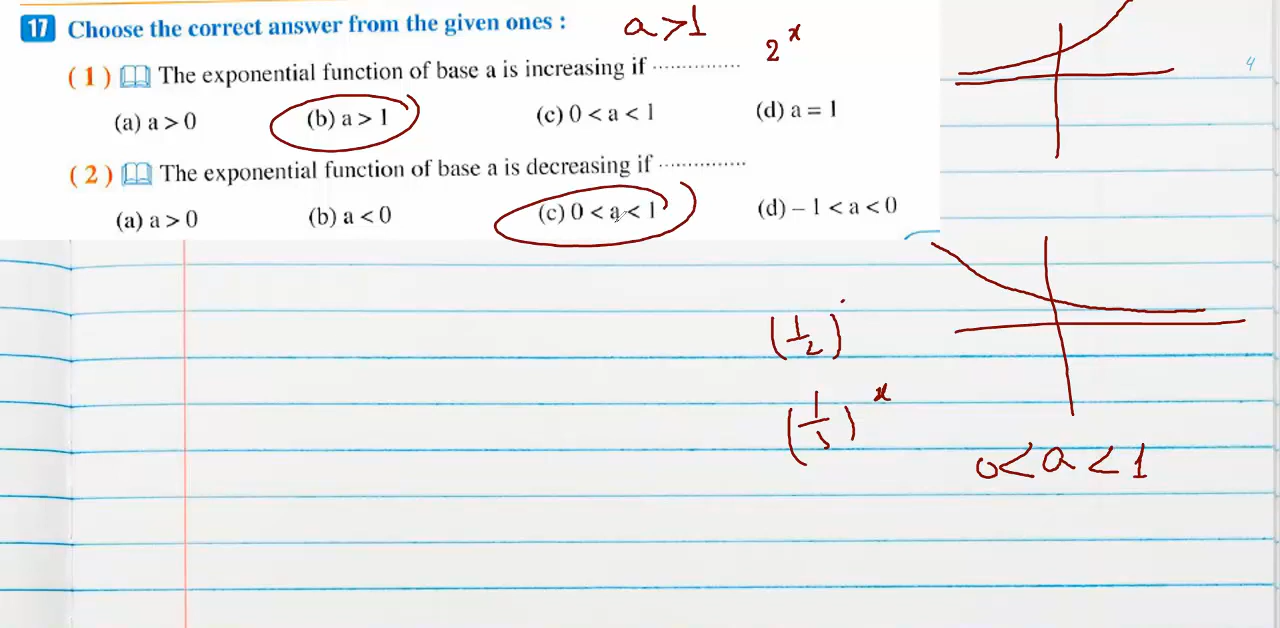 17 Choose the correct answer from the given ones :
a > 1
2^x
( 1 ) The exponential function of base a is increasing if ..............
(a) a > 0 (b) a > 1 (c) 0 < a < 1 (d) a = 1
( 2 ) The exponential function of base a is decreasing if ..............
(a) a > 0 (b) a < 0 (c) 0 < a < 1 (d) – 1 < a < 0
4
(1/2)
0 < a < 1